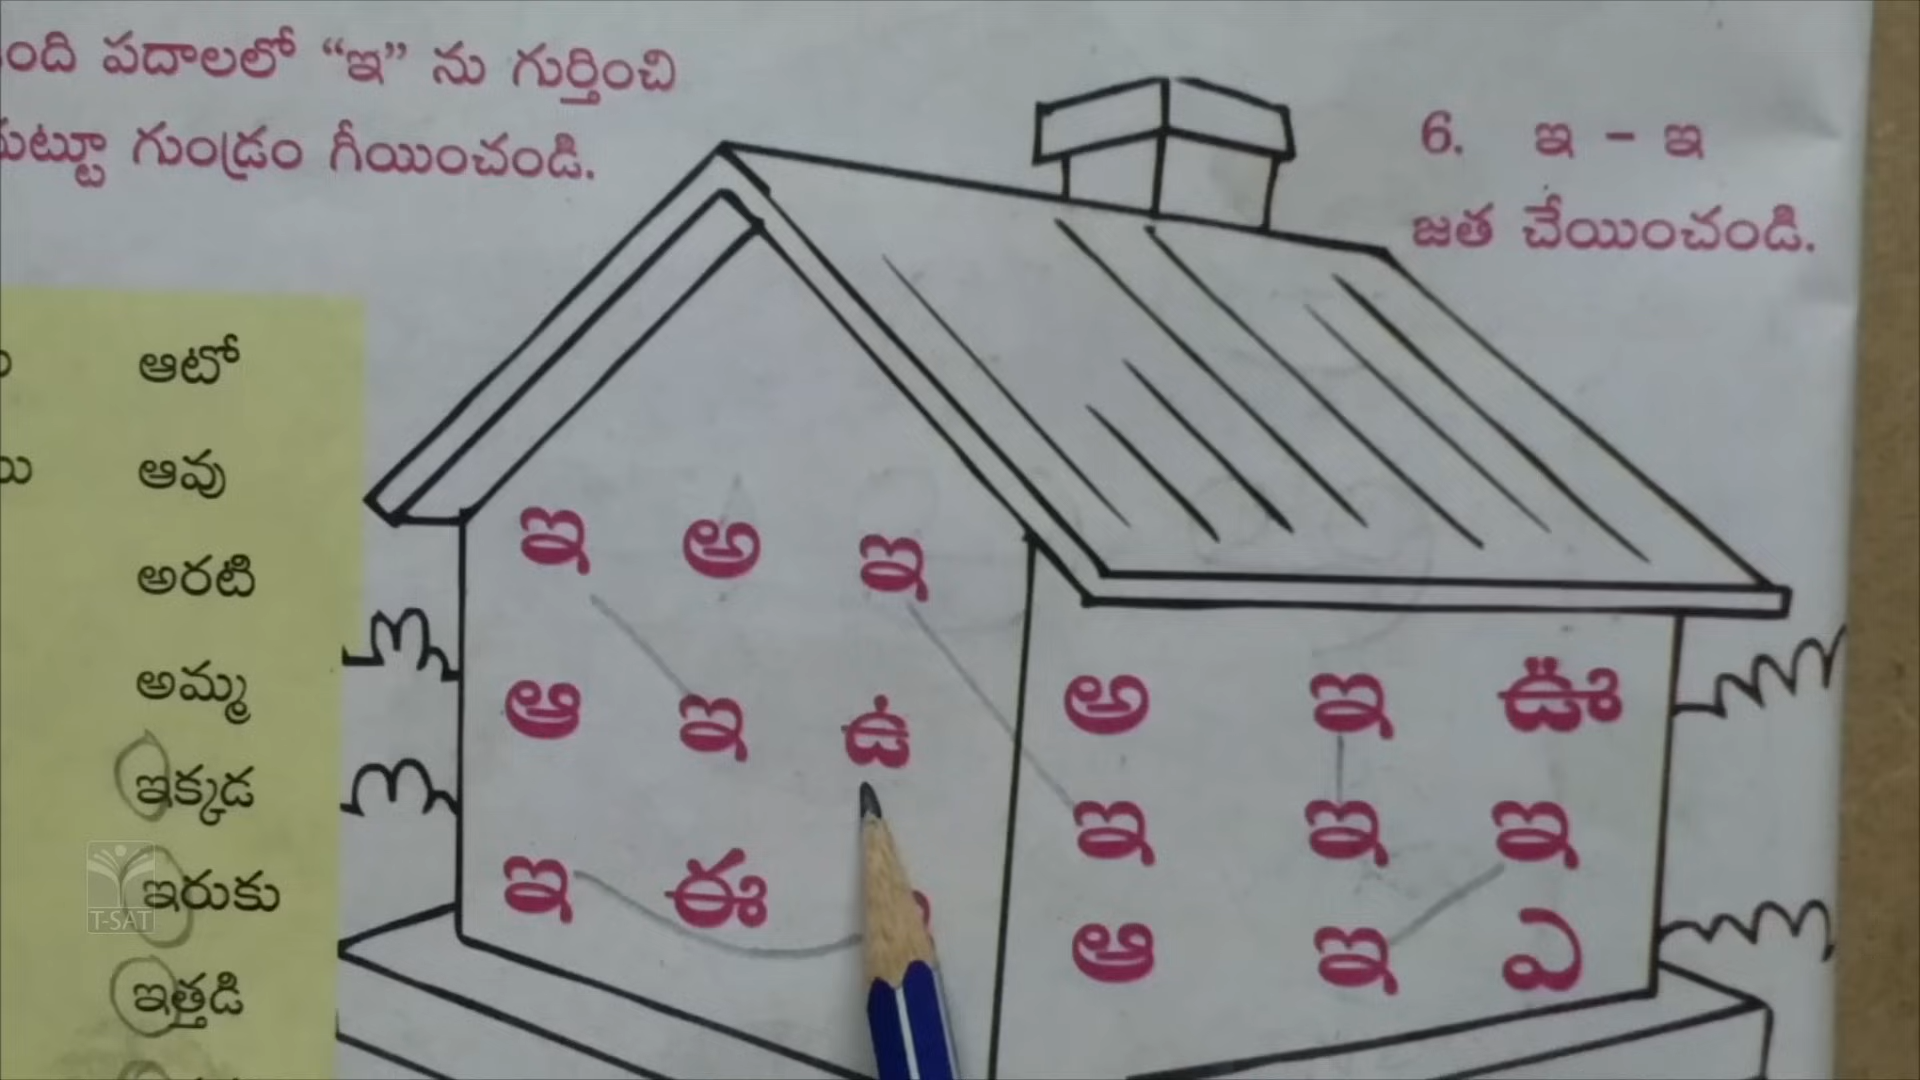 పదాలలో “ఇ” ను గుర్తించి
గుండ్రం గీయించండి.
6. ఇ – ఇ
జత చేయించండి.
ఆటో
ఆవు
అరటి
అమ్మ
ఇక్కడ
ఇరుకు
ఇత్తడి
ఇ అ ఇ
ఆ ఇ ఉ
ఇ ఈ
అ ఇ ఊ
ఇ ఇ ఇ
ఆ ఇ ఎ
T-SAT